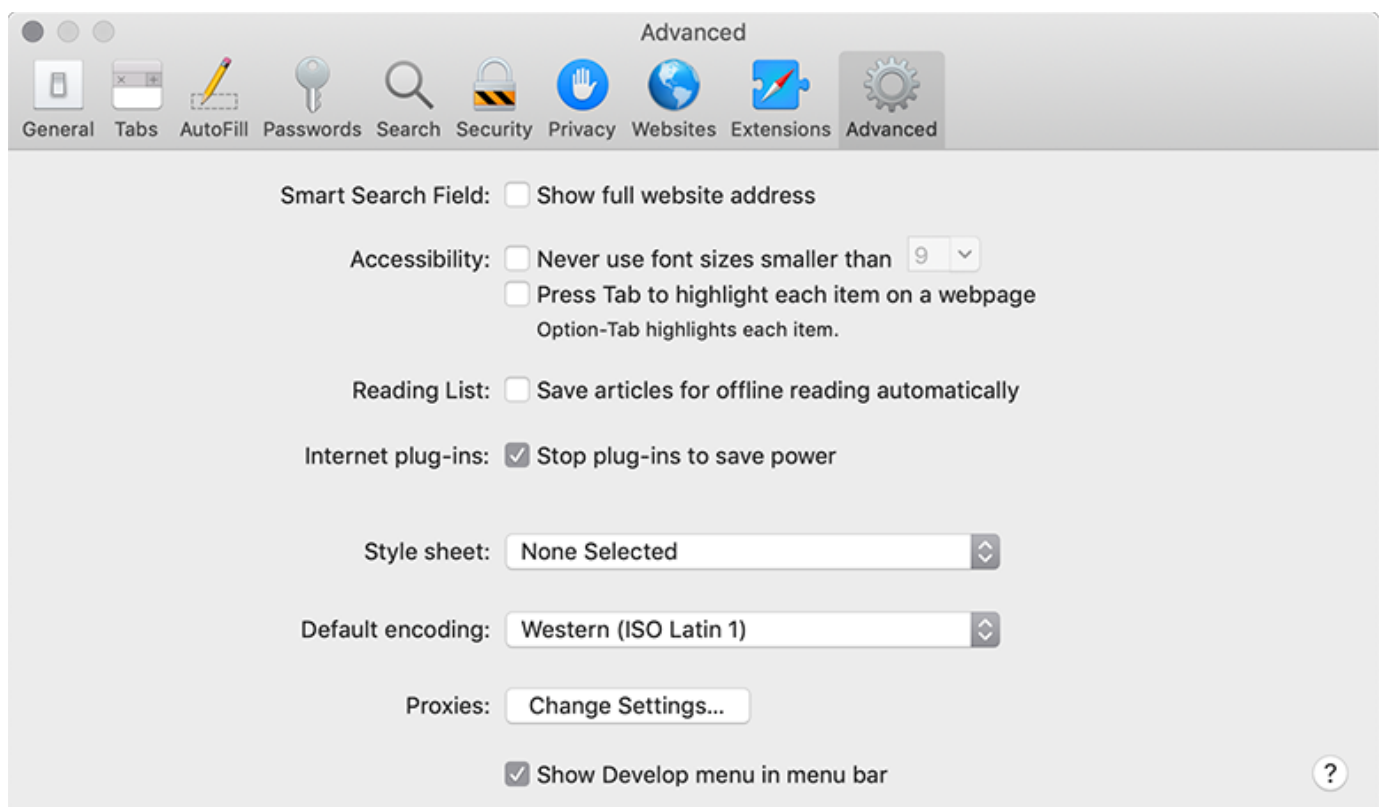 Advanced
General Tabs AutoFill Passwords Search Security Privacy Websites Extensions Advanced
Smart Search Field: Show full website address
Accessibility: Never use font sizes smaller than 9
Press Tab to highlight each item on a webpage
Option-Tab highlights each item.
Reading List: Save articles for offline reading automatically
Internet plug-ins: Stop plug-ins to save power
Style sheet: None Selected
Default encoding: Western (ISO Latin 1)
Proxies: Change Settings...
Show Develop menu in menu bar ?